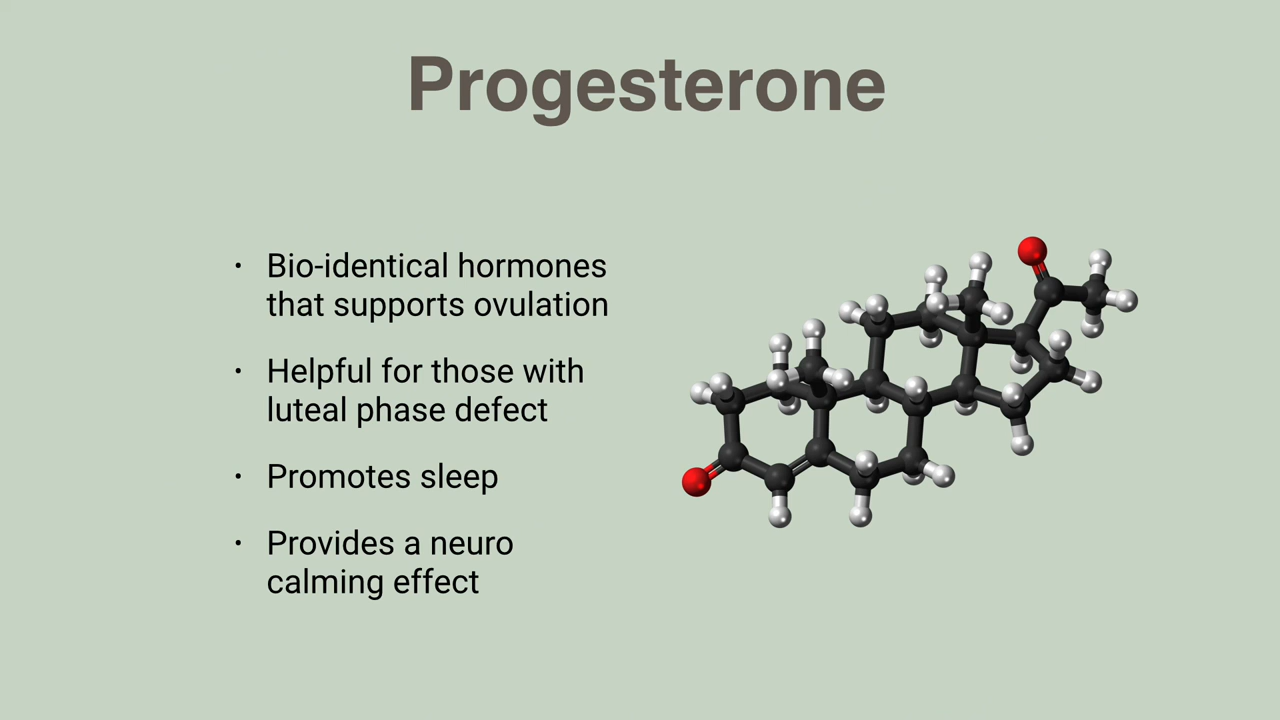 Progesterone
· Bio-identical hormones
that supports ovulation
· Helpful for those with
luteal phase defect
· Promotes sleep
· Provides a neuro
calming effect